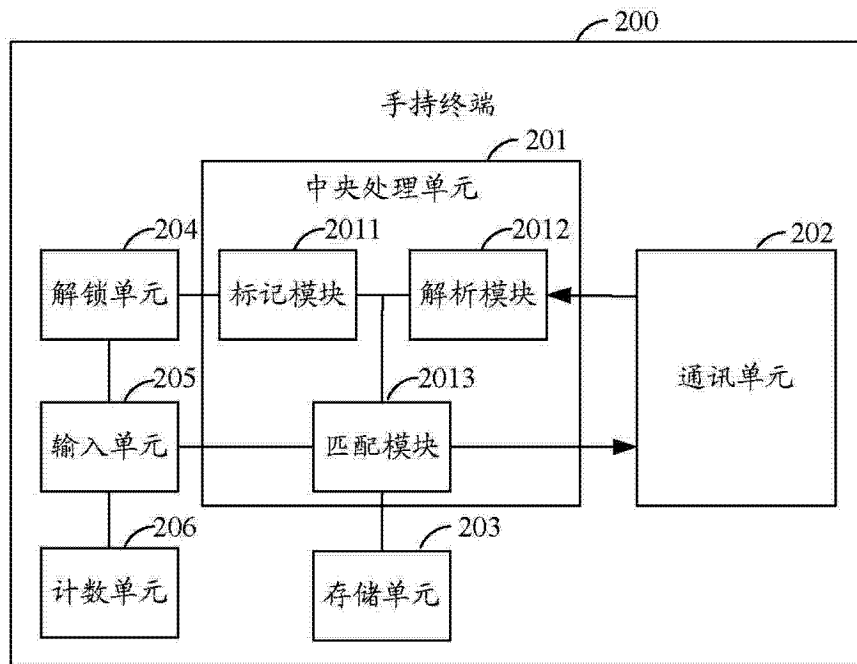 200
手持终端
201
中央处理单元
204
2011
2012
202
解锁单元
标记模块
解析模块
通讯单元
205
2013
输入单元
匹配模块
206
203
计数单元
存储单元